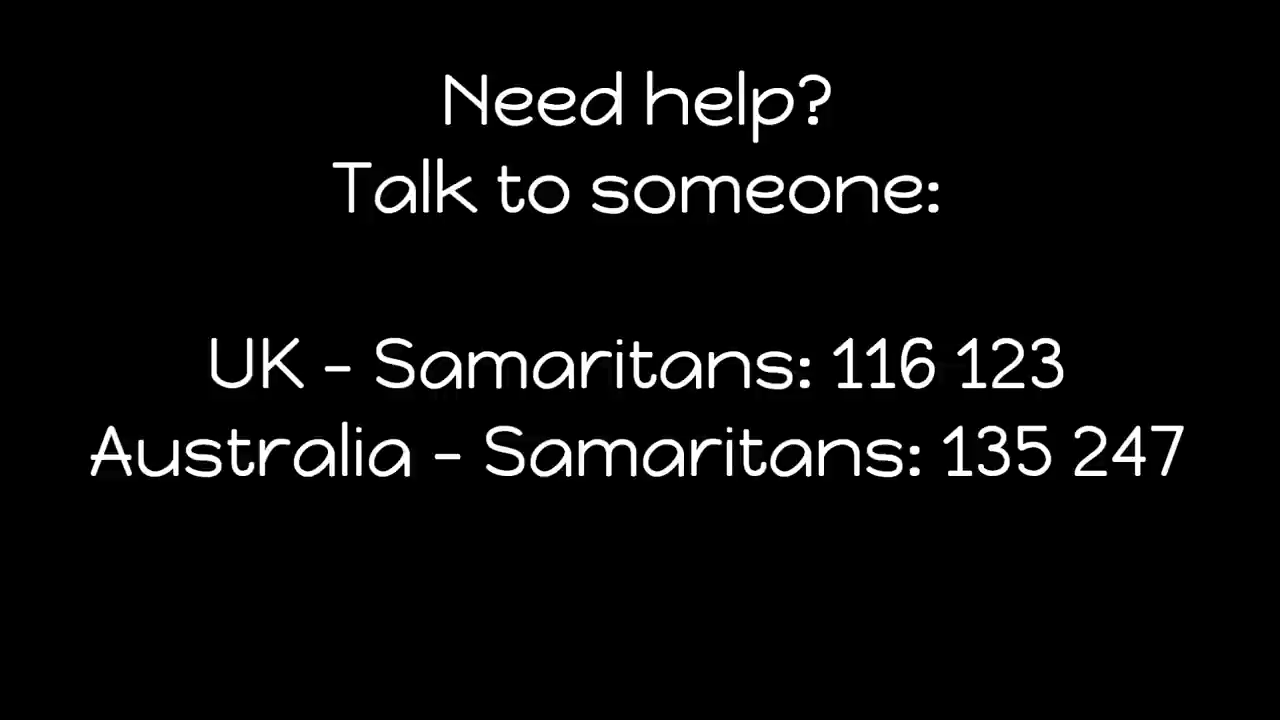 Need help?
Talk to someone:
UK - Samaritans: 116 123
Australia - Samaritans: 135 247